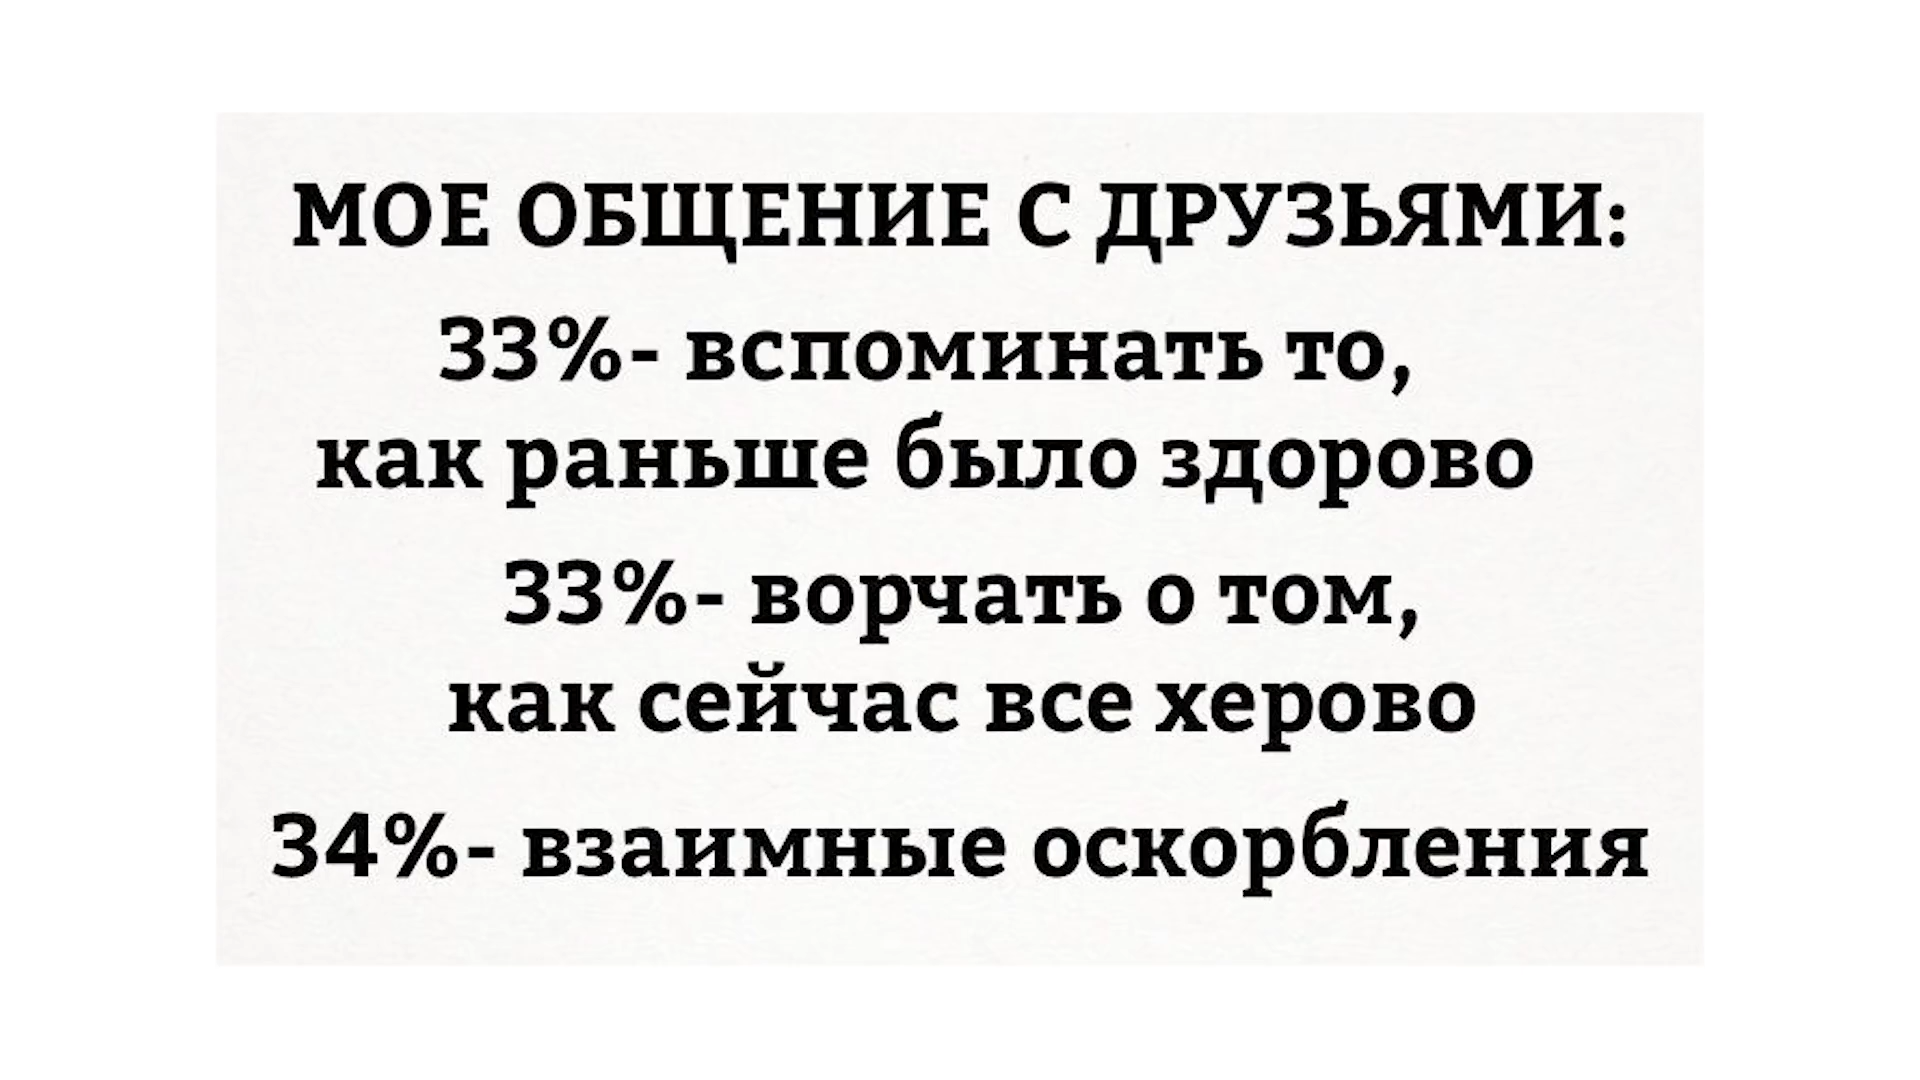 МОЕ ОБЩЕНИЕ С ДРУЗЬЯМИ:
33%- вспоминать то,
как раньше было здорово
33%- ворчать о том,
как сейчас все херово
34%- взаимные оскорбления